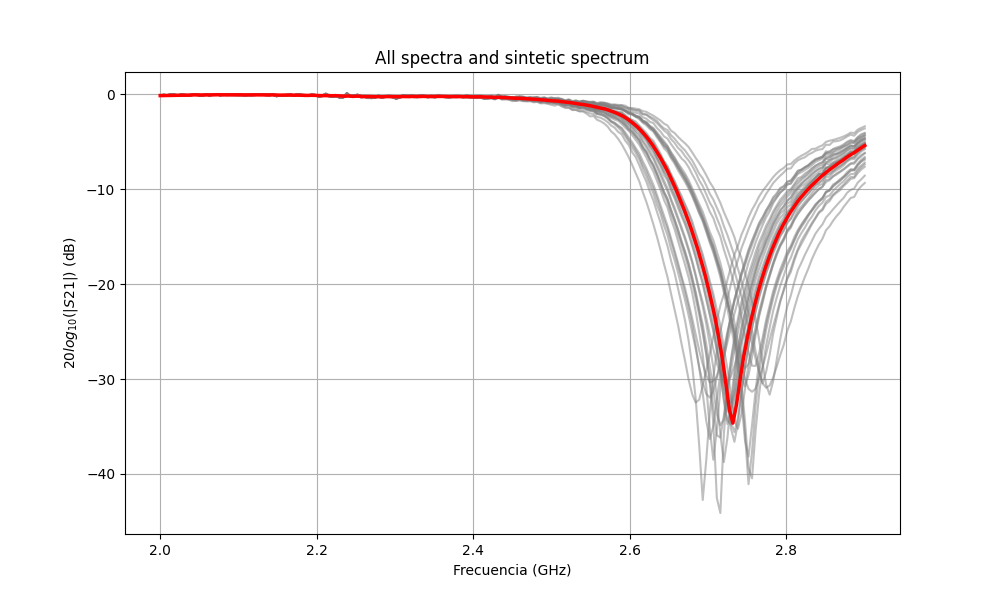 All spectra and sintetic spectrum
20log10(|S21|) (dB)
0
−10
−20
−30
−40
2.0 2.2 2.4 2.6 2.8
Frecuencia (GHz)